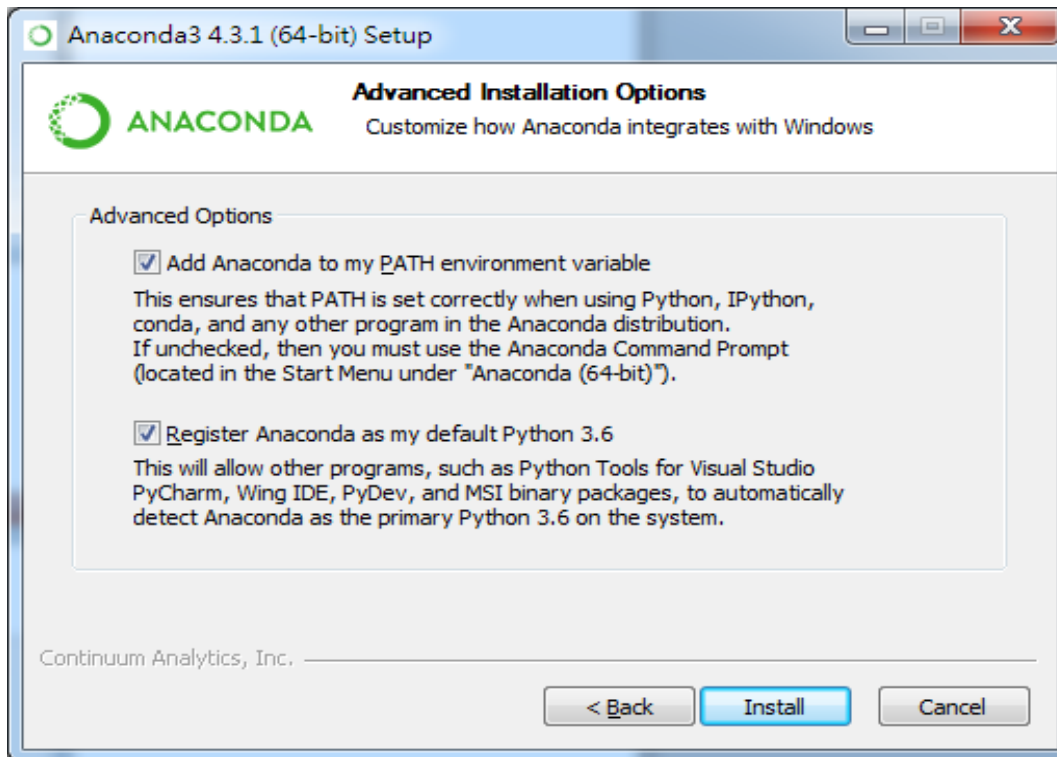 Anaconda3 4.3.1 (64-bit) Setup
ANACONDA
Advanced Installation Options
Customize how Anaconda integrates with Windows
Advanced Options
Add Anaconda to my PATH environment variable
This ensures that PATH is set correctly when using Python, IPython,
conda, and any other program in the Anaconda distribution.
If unchecked, then you must use the Anaconda Command Prompt
(located in the Start Menu under "Anaconda (64-bit)").
Register Anaconda as my default Python 3.6
This will allow other programs, such as Python Tools for Visual Studio
PyCharm, Wing IDE, PyDev, and MSI binary packages, to automatically
detect Anaconda as the primary Python 3.6 on the system.
Continuum Analytics, Inc.
< Back Install Cancel